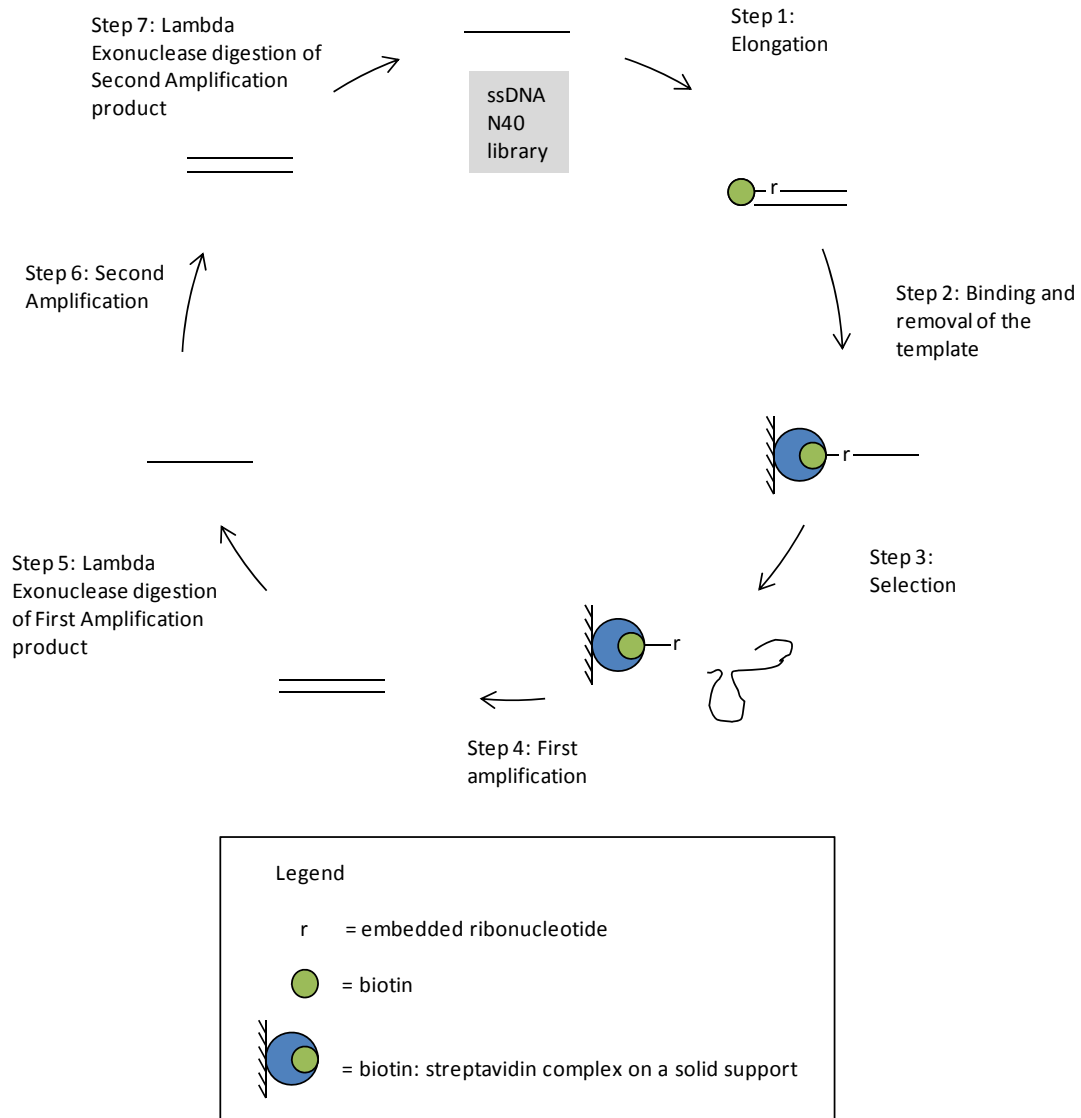 Step 7: Lambda
Exonuclease digestion of
Second Amplification
product
ssDNA
N40
library
Step 1:
Elongation
r
Step 2: Binding and
removal of the
template
r
Step 3:
Selection
r
Step 4: First
amplification
Step 5: Lambda
Exonuclease digestion
of First Amplification
product
Step 6: Second
Amplification
Legend
r = embedded ribonucleotide
= biotin
= biotin: streptavidin complex on a solid support